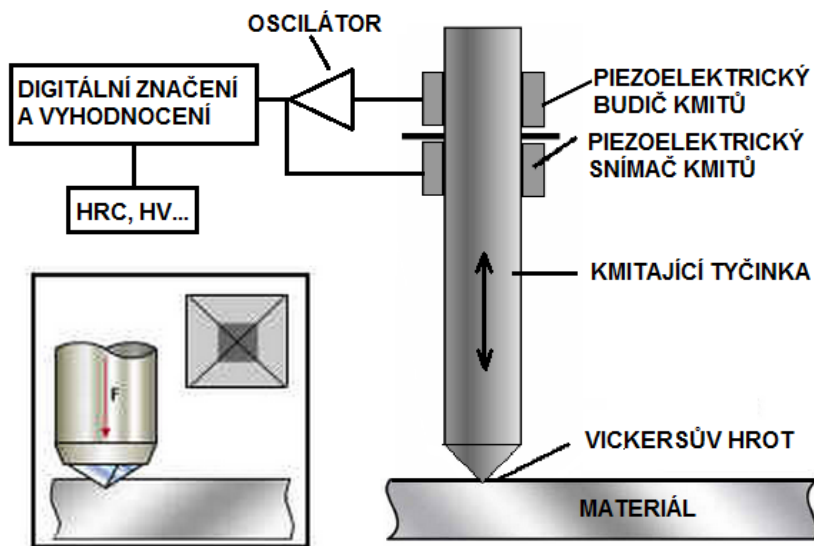 OSCILÁTOR
DIGITÁLNÍ ZNAČENÍ
A VYHODNOCENÍ
HRC, HV...
PIEZOELEKTRICKÝ
BUDIČ KMITŮ
PIEZOELEKTRICKÝ
SNÍMAČ KMITŮ
KMITAJÍCÍ TYČINKA
F
VICKERSŮV HROT
MATERIÁL